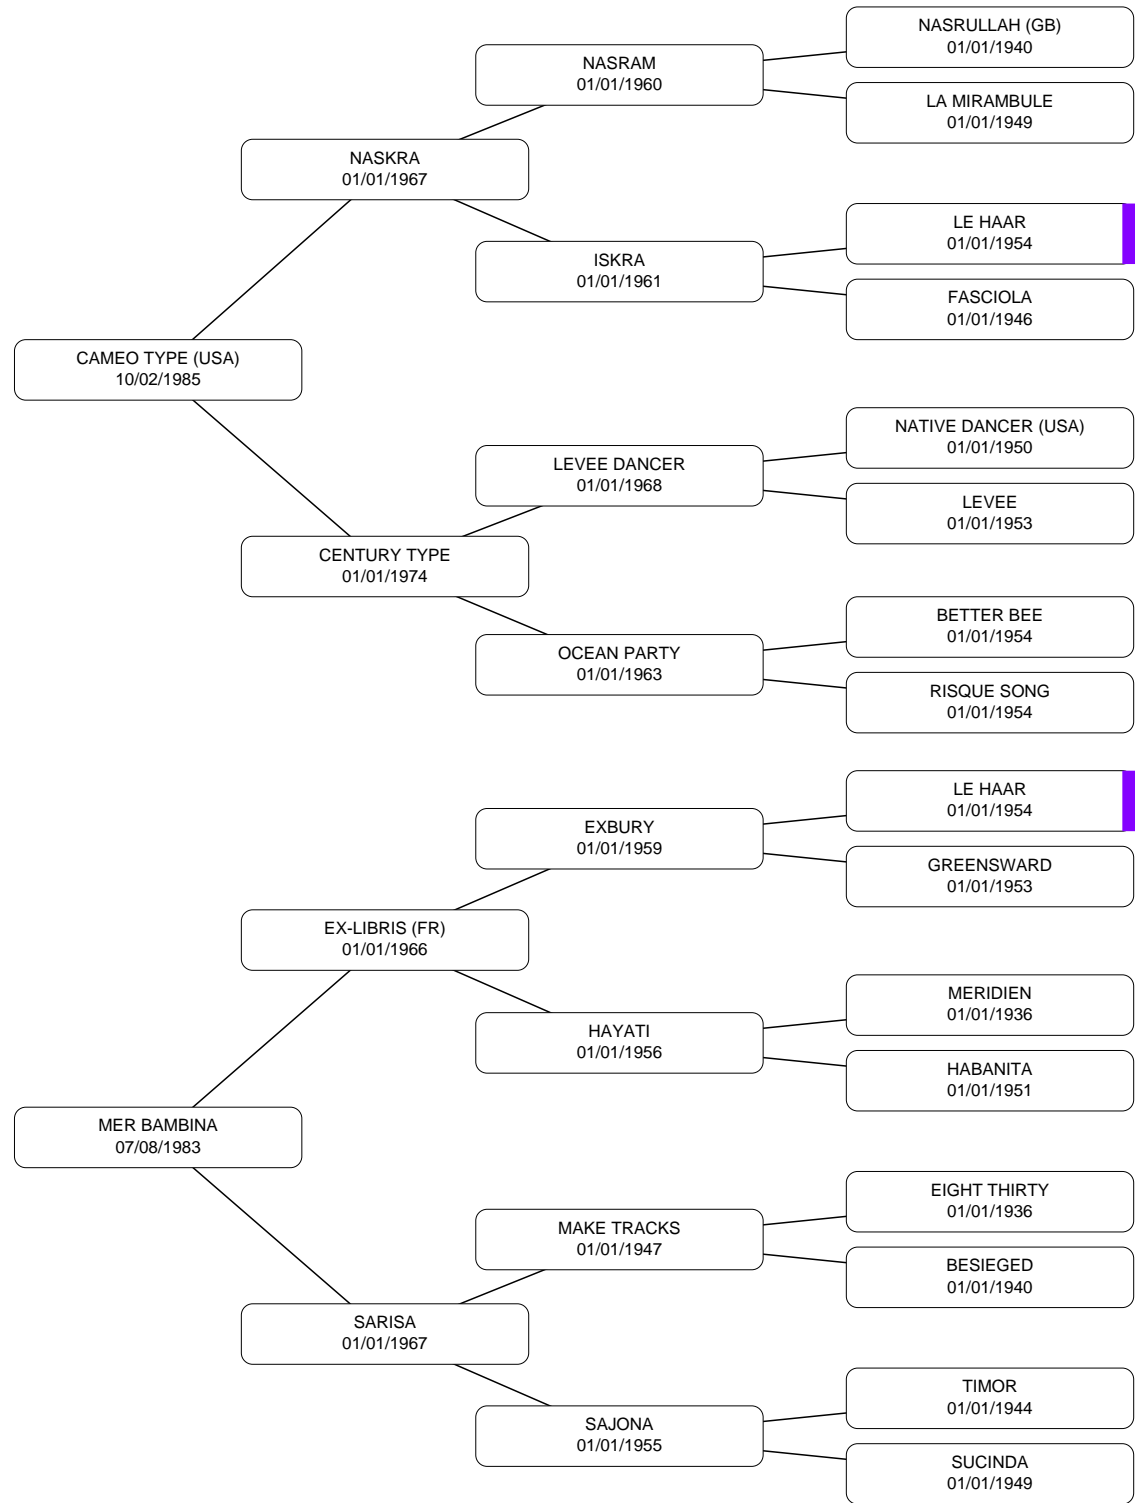 NASRULLAH (GB)
01/01/1940
NASRAM
01/01/1960
LA MIRAMBULE
01/01/1949
NASKRA
01/01/1967
LE HAAR
01/01/1954
ISKRA
01/01/1961
FASCIOLA
01/01/1946
CAMEO TYPE (USA)
10/02/1985
NATIVE DANCER (USA)
01/01/1950
LEVEE DANCER
01/01/1968
LEVEE
01/01/1953
CENTURY TYPE
01/01/1974
BETTER BEE
01/01/1954
OCEAN PARTY
01/01/1963
RISQUE SONG
01/01/1954
LE HAAR
01/01/1954
EXBURY
01/01/1959
GREENSWARD
01/01/1953
EX-LIBRIS (FR)
01/01/1966
MERIDIEN
01/01/1936
HAYATI
01/01/1956
HABANITA
01/01/1951
MER BAMBINA
07/08/1983
EIGHT THIRTY
01/01/1936
MAKE TRACKS
01/01/1947
BESIEGED
01/01/1940
SARISA
01/01/1967
TIMOR
01/01/1944
SAJONA
01/01/1955
SUCINDA
01/01/1949